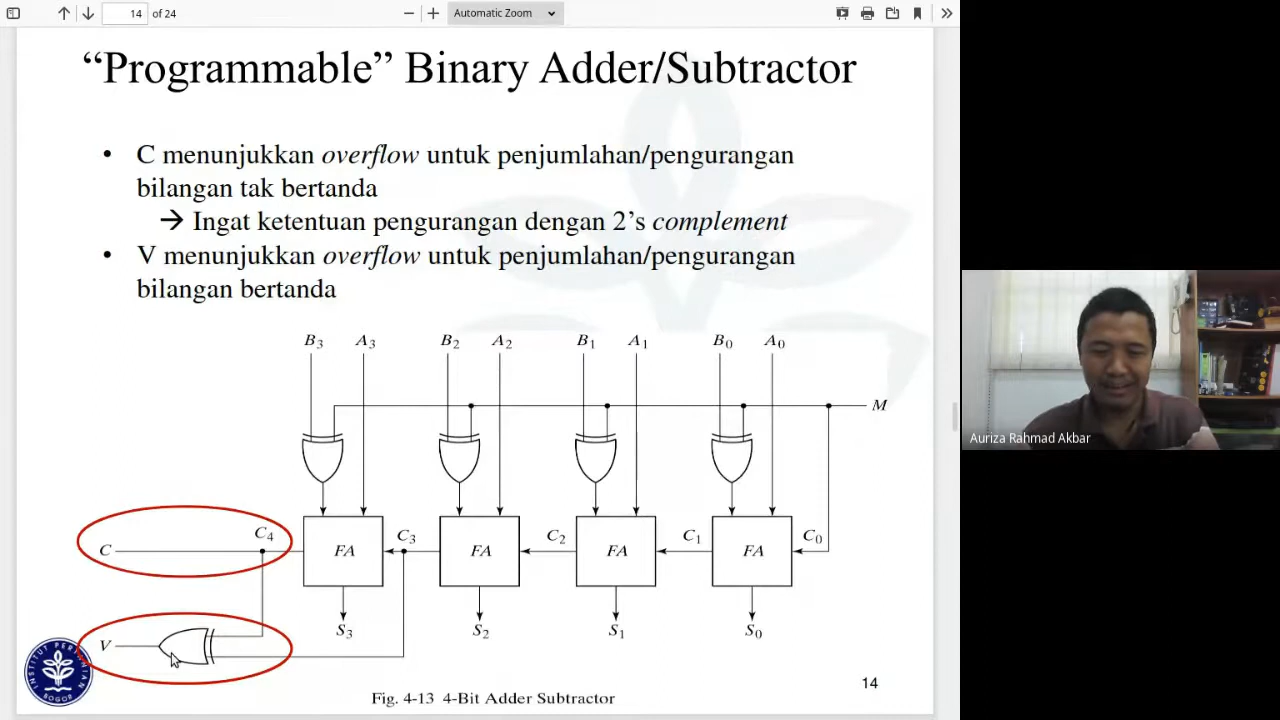 14 of 24
Automatic Zoom
“Programmable” Binary Adder/Subtractor
• C menunjukkan overflow untuk penjumlahan/pengurangan
bilangan tak bertanda
→ Ingat ketentuan pengurangan dengan 2’s complement
• V menunjukkan overflow untuk penjumlahan/pengurangan
bilangan bertanda
B3 A3 B2 A2 B1 A1 B0 A0
M
C C4 FA C3 FA C2 FA C1 FA C0
S3 S2 S1 S0
V
INSTITUT PERTANIAN BOGOR
Fig. 4-13 4-Bit Adder Subtractor
14
Auriza Rahmad Akbar